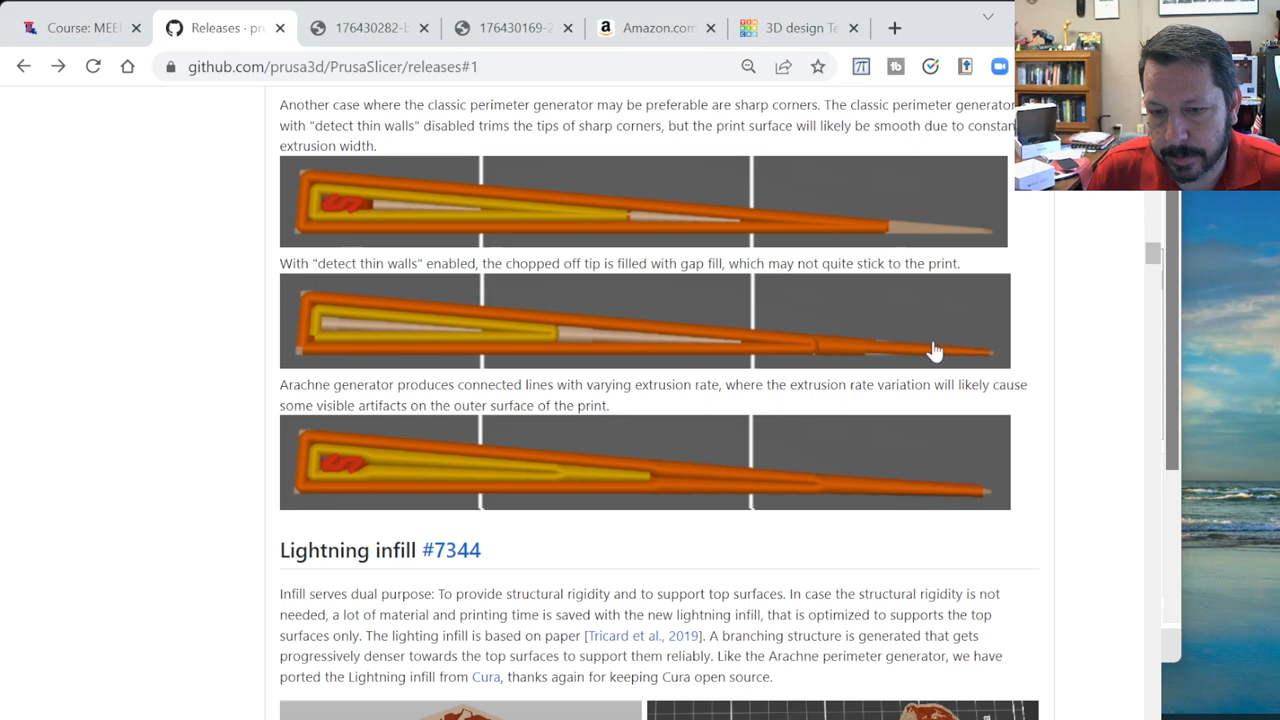 Course: MEEN
Releases · pru
176430282-b
176430169-2
Amazon.com
3D design Te
github.com/prusa3d/PrusaSlicer/releases#1
Another case where the classic perimeter generator may be preferable are sharp corners. The classic perimeter generator
with "detect thin walls" disabled trims the tips of sharp corners, but the print surface will likely be smooth due to constan
extrusion width.
With "detect thin walls" enabled, the chopped off tip is filled with gap fill, which may not quite stick to the print.
Arachne generator produces connected lines with varying extrusion rate, where the extrusion rate variation will likely cause
some visible artifacts on the outer surface of the print.
Lightning infill #7344
Infill serves dual purpose: To provide structural rigidity and to support top surfaces. In case the structural rigidity is not
needed, a lot of material and printing time is saved with the new lightning infill, that is optimized to supports the top
surfaces only. The lighting infill is based on paper [Tricard et al., 2019]. A branching structure is generated that gets
progressively denser towards the top surfaces to support them reliably. Like the Arachne perimeter generator, we have
ported the Lightning infill from Cura, thanks again for keeping Cura open source.